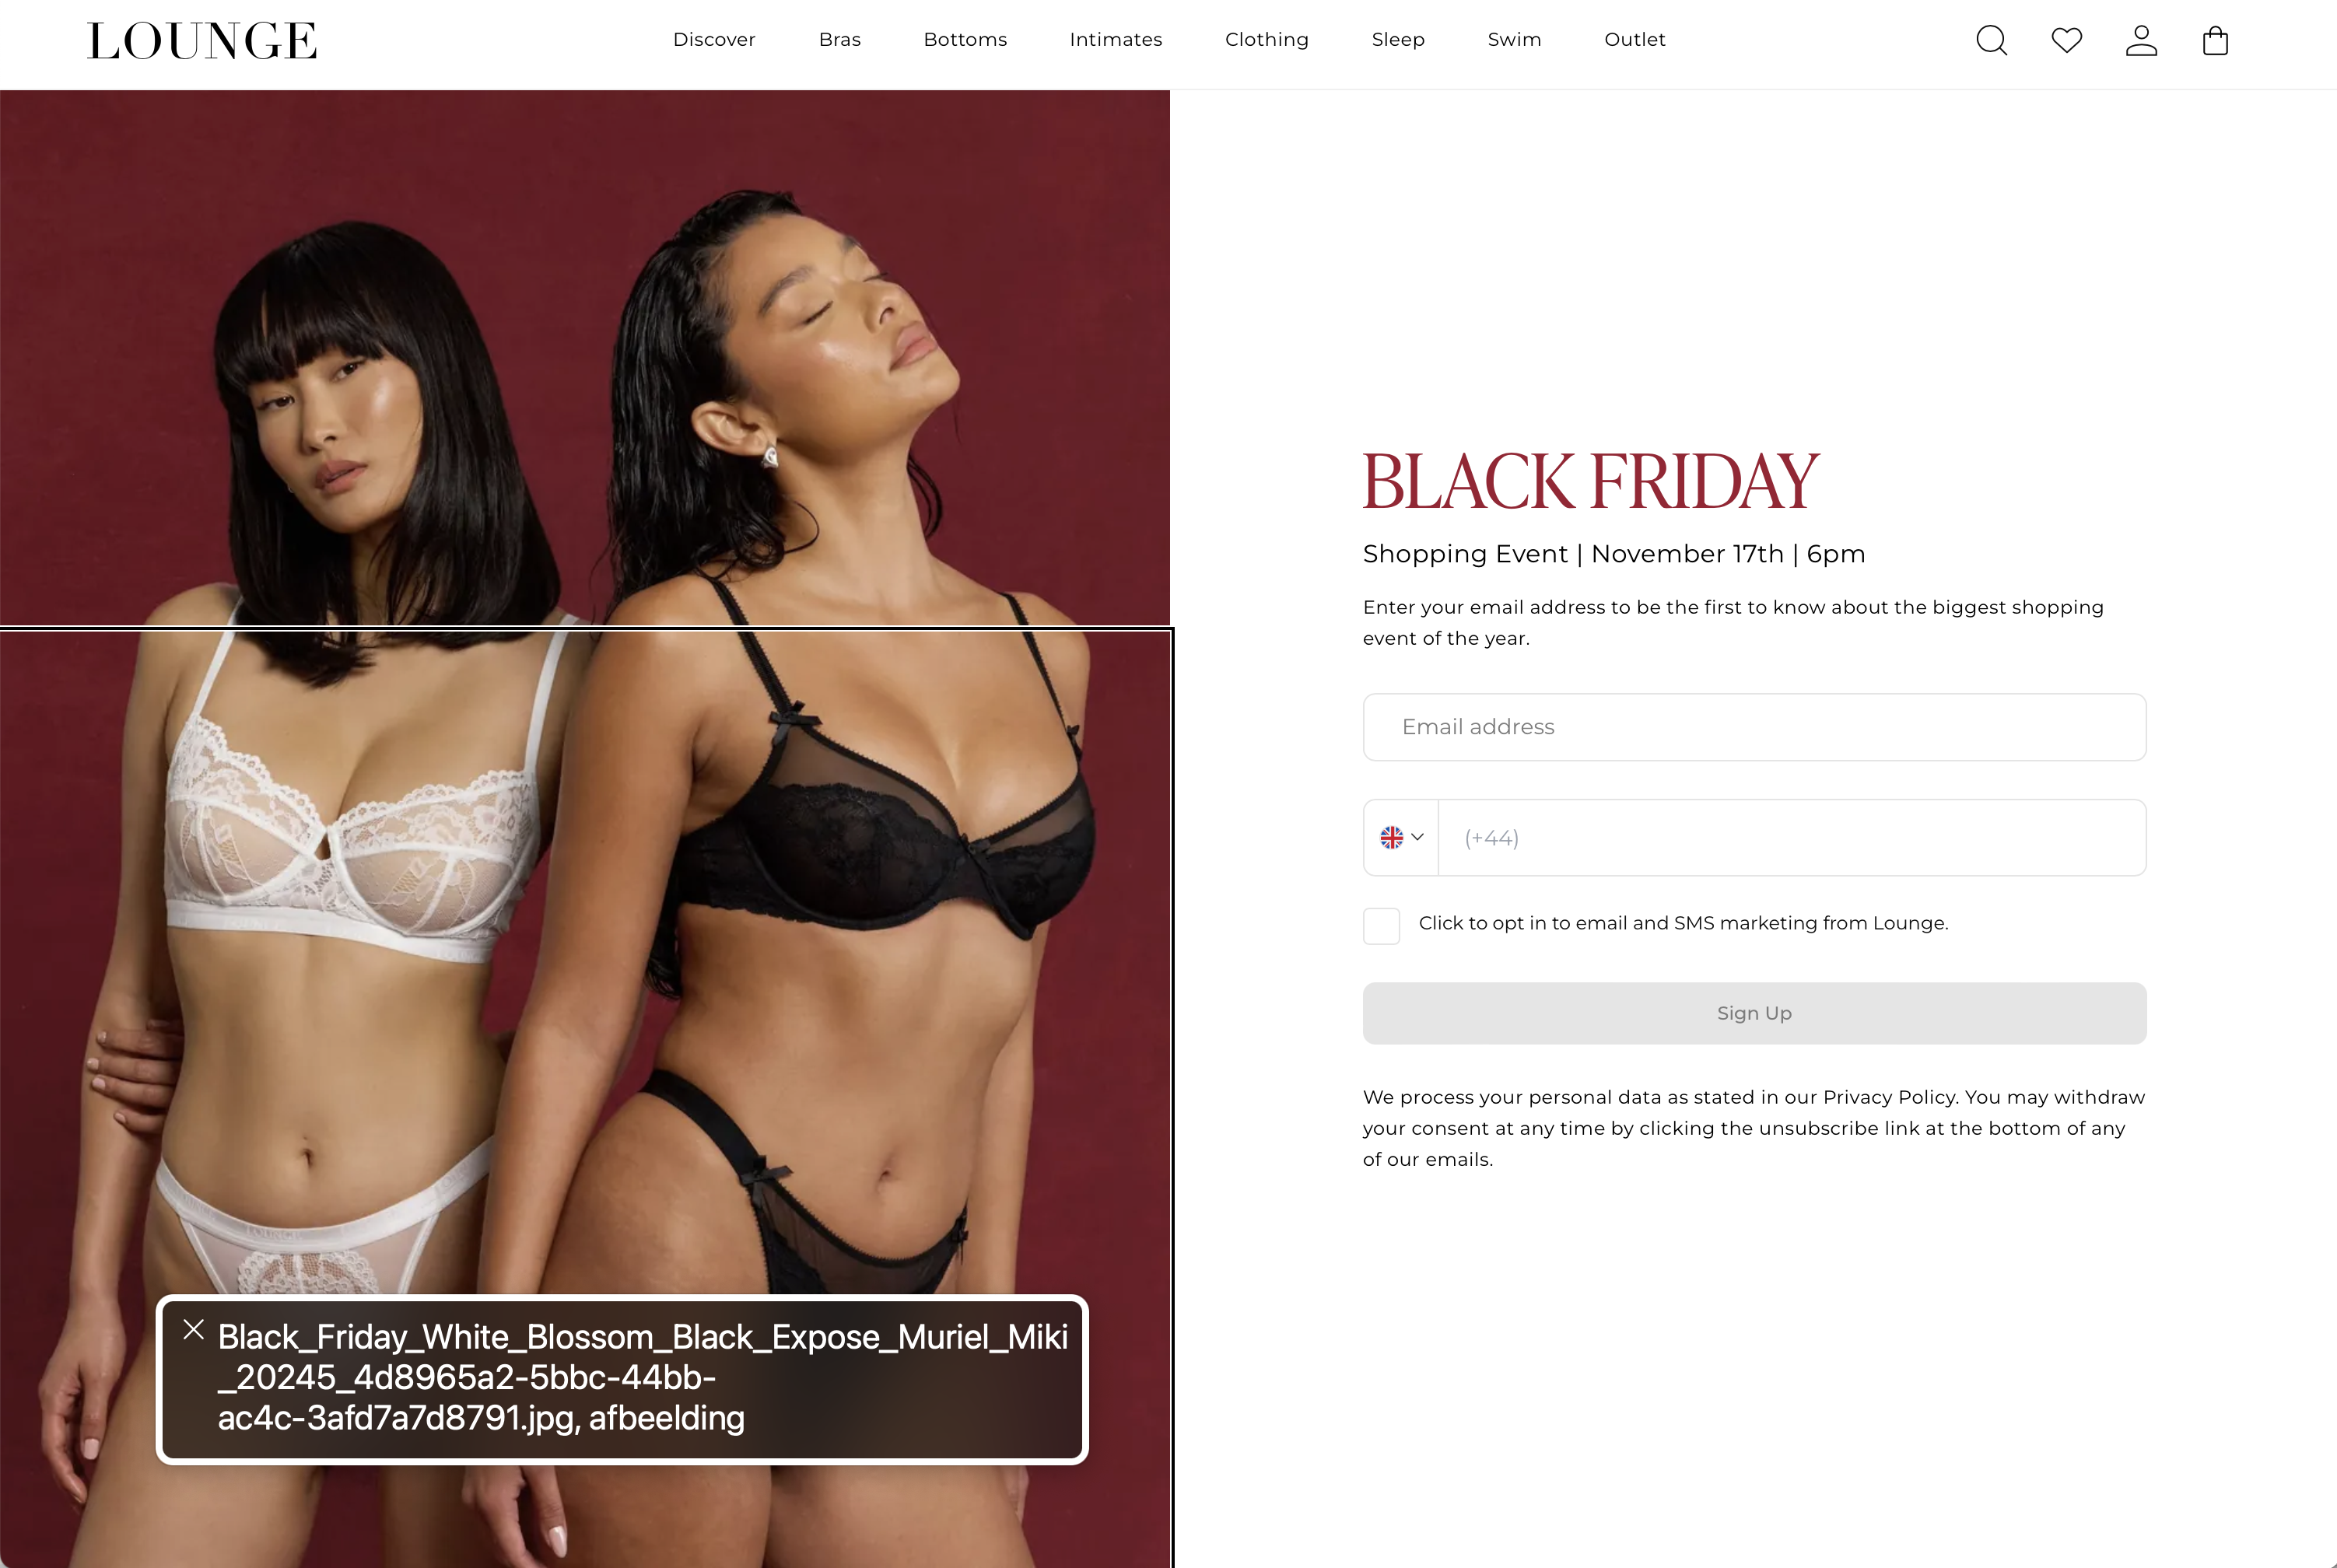 LOUNGE
Discover
Bras
Bottoms
Intimates
Clothing
Sleep
Swim
Outlet
BLACK FRIDAY
Shopping Event | November 17th | 6pm
Enter your email address to be the first to know about the biggest shopping
event of the year.
Email address
(+44)
Click to opt in to email and SMS marketing from Lounge.
Sign Up
We process your personal data as stated in our Privacy Policy. You may withdraw
your consent at any time by clicking the unsubscribe link at the bottom of any
of our emails.
LOUNGE
Black_Friday_White_Blossom_Black_Expose_Muriel_Miki
_20245_4d8965a2-5bbc-44bb-
ac4c-3afd7a7d8791.jpg, afbeelding